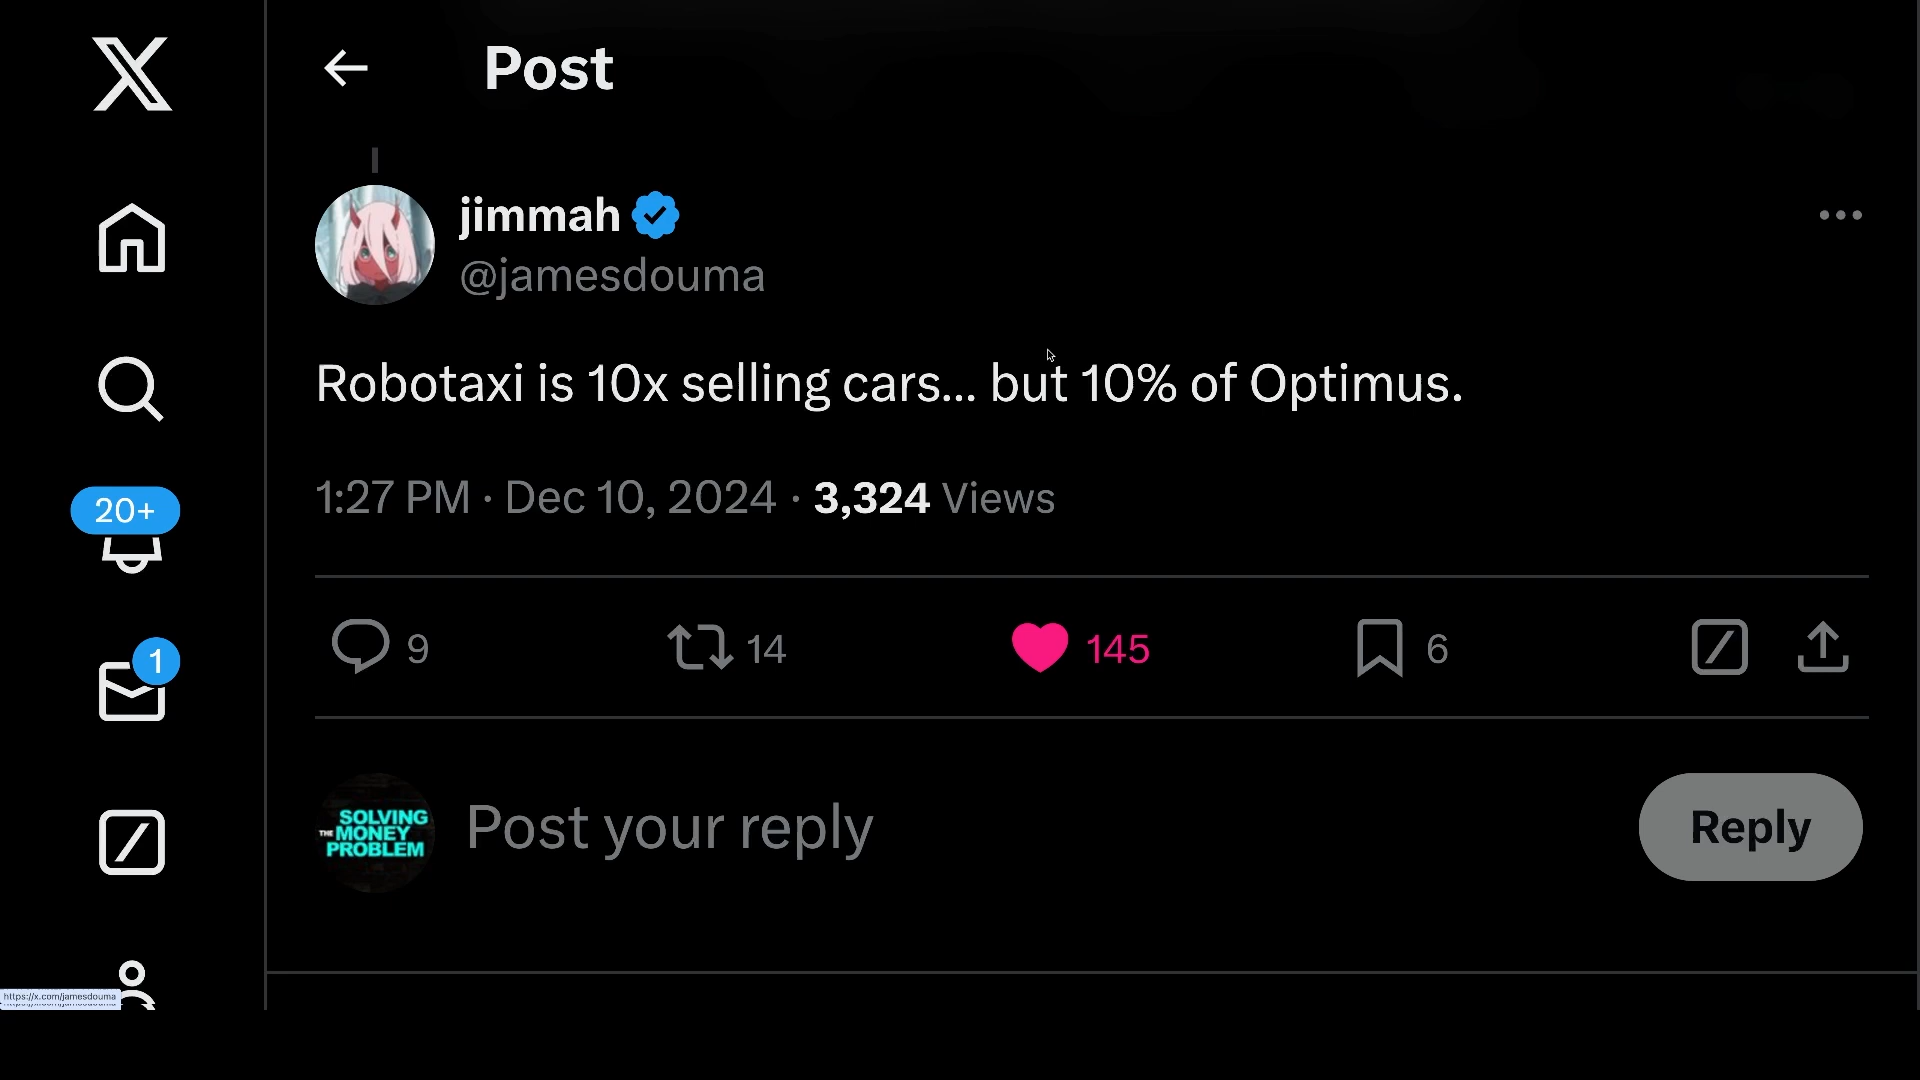 Post
jimmah
@jamesdouma
Robotaxi is 10x selling cars... but 10% of Optimus.
1:27 PM · Dec 10, 2024 · 3,324 Views
20+
9 14 145 6
1
SOLVING
THE MONEY
PROBLEM
Post your reply
Reply
https://x.com/jamesdouma